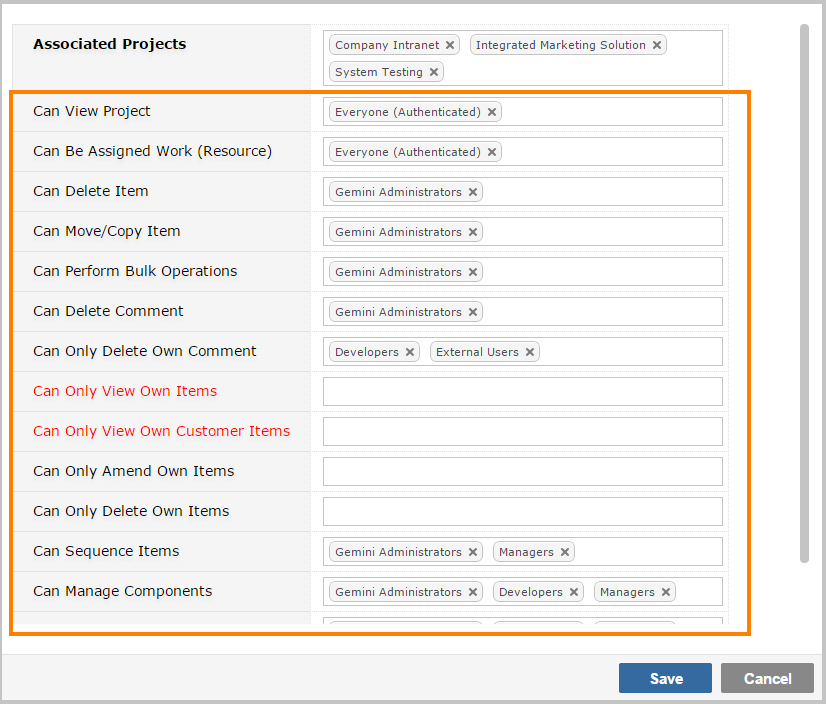 Associated Projects
Company Intranet × Integrated Marketing Solution ×
System Testing ×
Can View Project
Everyone (Authenticated) ×
Can Be Assigned Work (Resource)
Everyone (Authenticated) ×
Can Delete Item
Gemini Administrators ×
Can Move/Copy Item
Gemini Administrators ×
Can Perform Bulk Operations
Gemini Administrators ×
Can Delete Comment
Gemini Administrators ×
Can Only Delete Own Comment
Developers × External Users ×
Can Only View Own Items
Can Only View Own Customer Items
Can Only Amend Own Items
Can Only Delete Own Items
Can Sequence Items
Gemini Administrators × Managers ×
Can Manage Components
Gemini Administrators × Developers × Managers ×
Save
Cancel